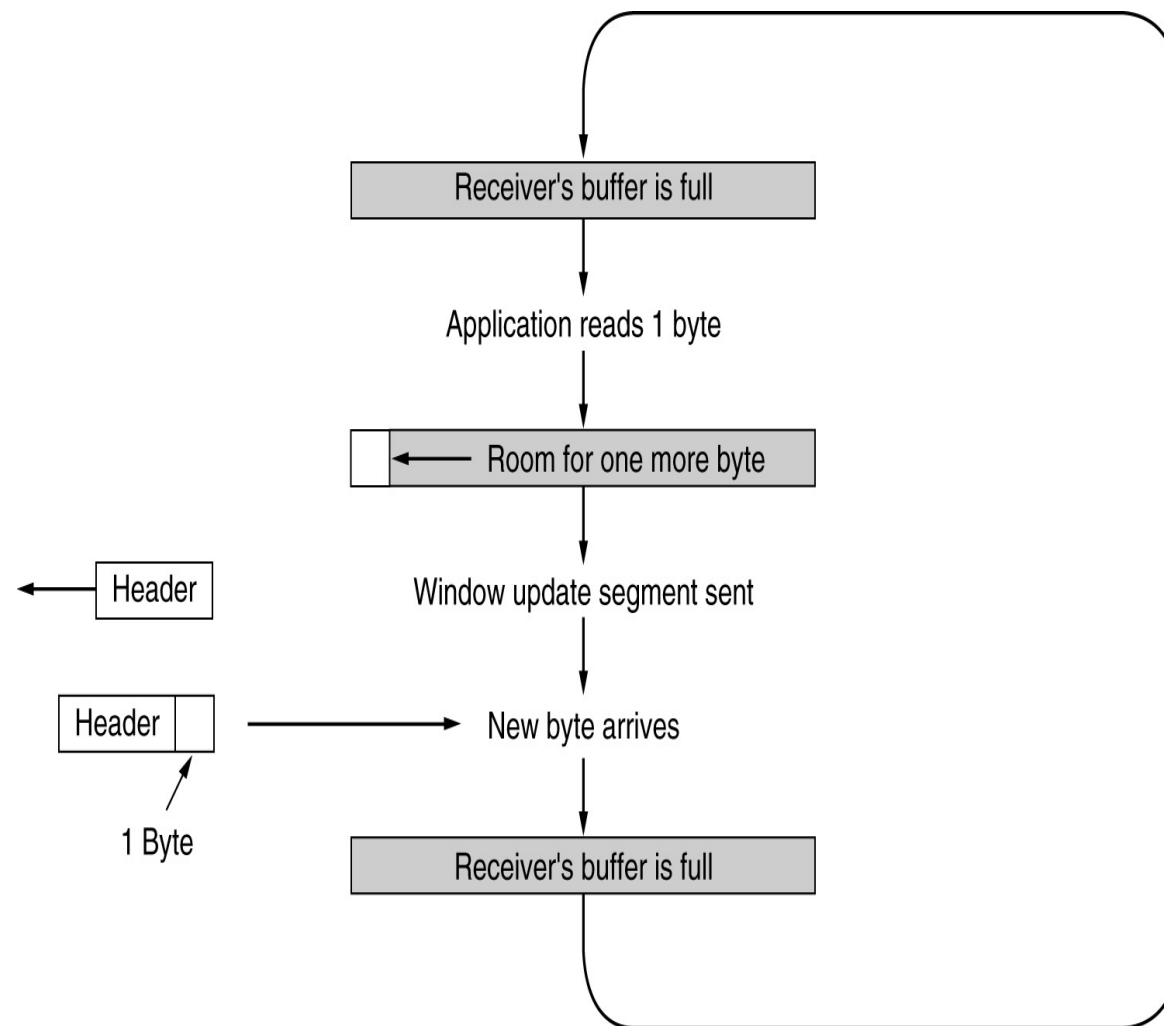 Receiver's buffer is full
Application reads 1 byte
Room for one more byte
Header
Window update segment sent
Header
New byte arrives
1 Byte
Receiver's buffer is full